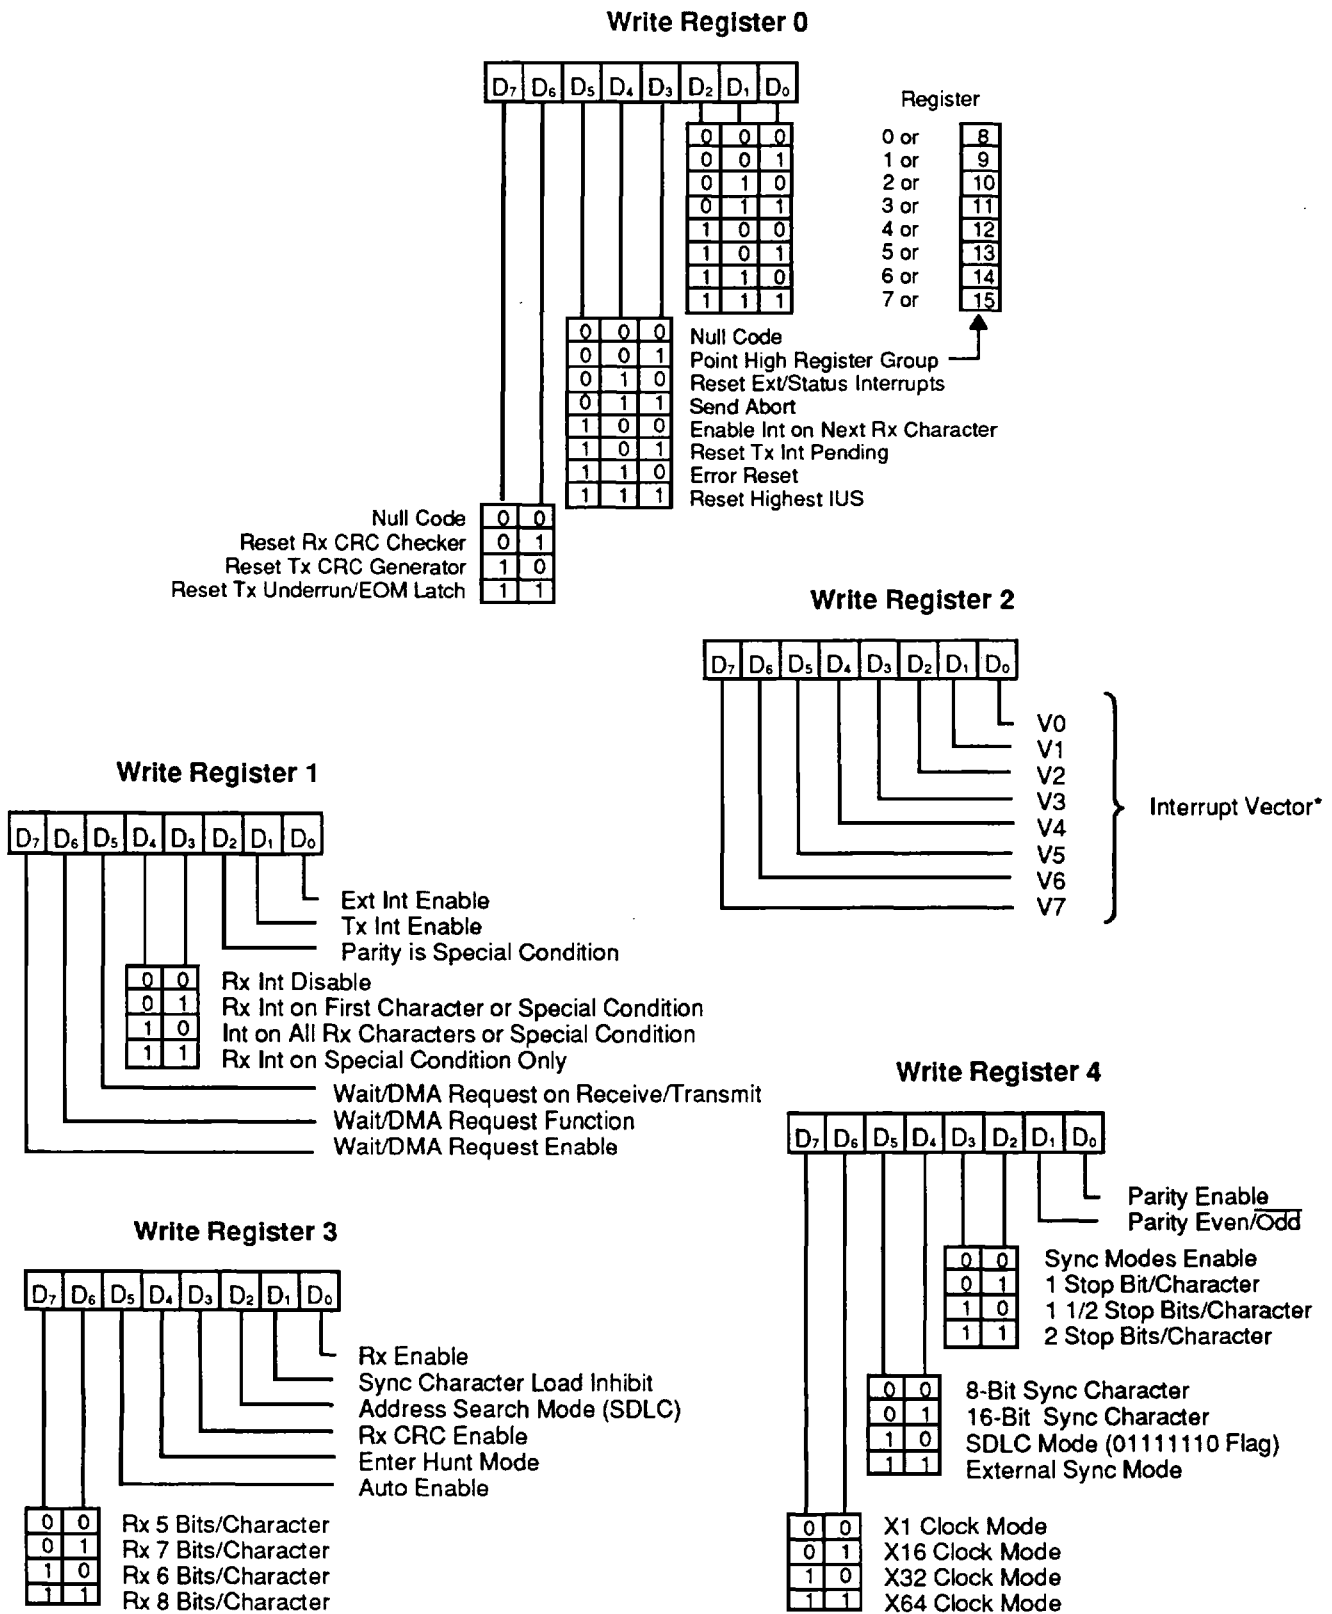 Write Register 0
D7 D6 D5 D4 D3 D2 D1 D0
Register
0 0 0 0 or 8
0 0 1 1 or 9
0 1 0 2 or 10
0 1 1 3 or 11
1 0 0 4 or 12
1 0 1 5 or 13
1 1 0 6 or 14
1 1 1 7 or 15
0 0 0 Null Code
0 0 1 Point High Register Group
0 1 0 Reset Ext/Status Interrupts
0 1 1 Send Abort
1 0 0 Enable Int on Next Rx Character
1 0 1 Reset Tx Int Pending
1 1 0 Error Reset
1 1 1 Reset Highest IUS
Null Code 0 0
Reset Rx CRC Checker 0 1
Reset Tx CRC Generator 1 0
Reset Tx Underrun/EOM Latch 1 1
Write Register 2
D7 D6 D5 D4 D3 D2 D1 D0
V0
V1
V2
V3
V4
V5
V6
V7
Interrupt Vector*
Write Register 1
D7 D6 D5 D4 D3 D2 D1 D0
Ext Int Enable
Tx Int Enable
Parity is Special Condition
0 0 Rx Int Disable
0 1 Rx Int on First Character or Special Condition
1 0 Int on All Rx Characters or Special Condition
1 1 Rx Int on Special Condition Only
Wait/DMA Request on Receive/Transmit
Wait/DMA Request Function
Wait/DMA Request Enable
Write Register 4
D7 D6 D5 D4 D3 D2 D1 D0
Parity Enable
Parity Even/Odd
0 0 Sync Modes Enable
0 1 1 Stop Bit/Character
1 0 1 1/2 Stop Bits/Character
1 1 2 Stop Bits/Character
0 0 8-Bit Sync Character
0 1 16-Bit Sync Character
1 0 SDLC Mode (01111110 Flag)
1 1 External Sync Mode
0 0 X1 Clock Mode
0 1 X16 Clock Mode
1 0 X32 Clock Mode
1 1 X64 Clock Mode
Write Register 3
D7 D6 D5 D4 D3 D2 D1 D0
Rx Enable
Sync Character Load Inhibit
Address Search Mode (SDLC)
Rx CRC Enable
Enter Hunt Mode
Auto Enable
0 0 Rx 5 Bits/Character
0 1 Rx 7 Bits/Character
1 0 Rx 6 Bits/Character
1 1 Rx 8 Bits/Character